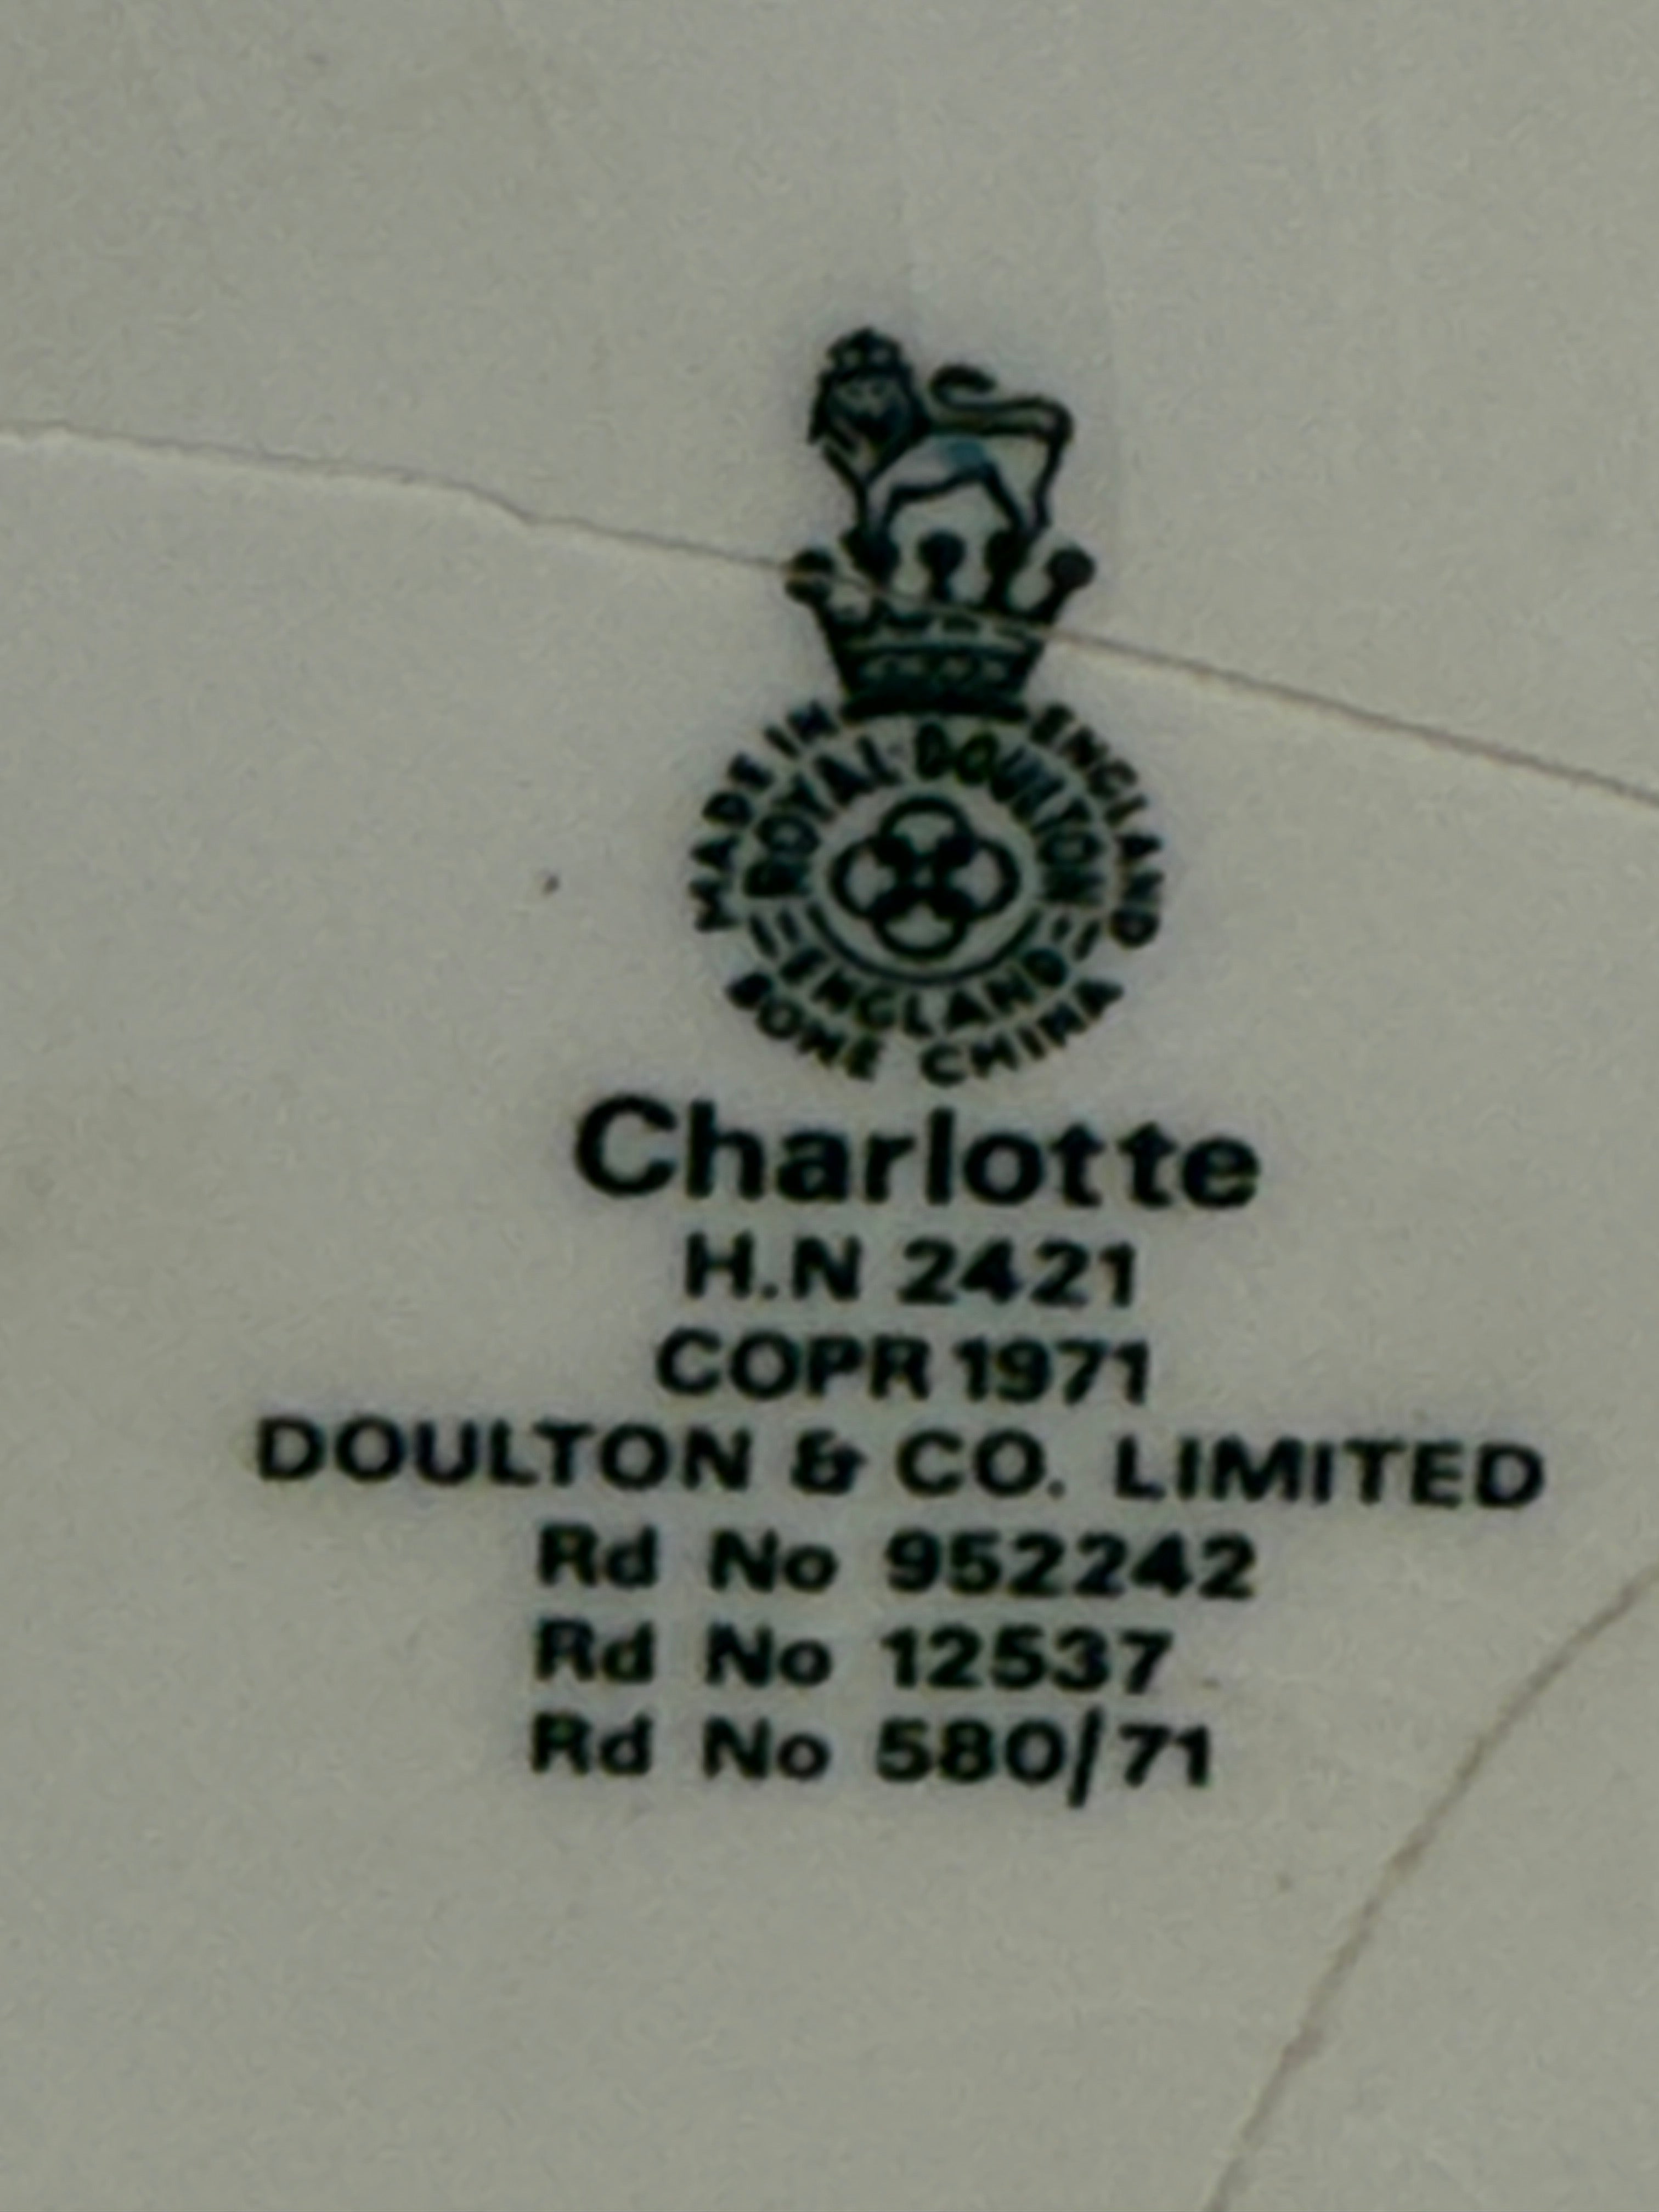 MADE IN ENGLAND
ROYAL DOULTON
ENGLAND
BONE CHINA
Charlotte
H.N 2421
COPR 1971
DOULTON & CO. LIMITED
Rd No 952242
Rd No 12537
Rd No 580/71